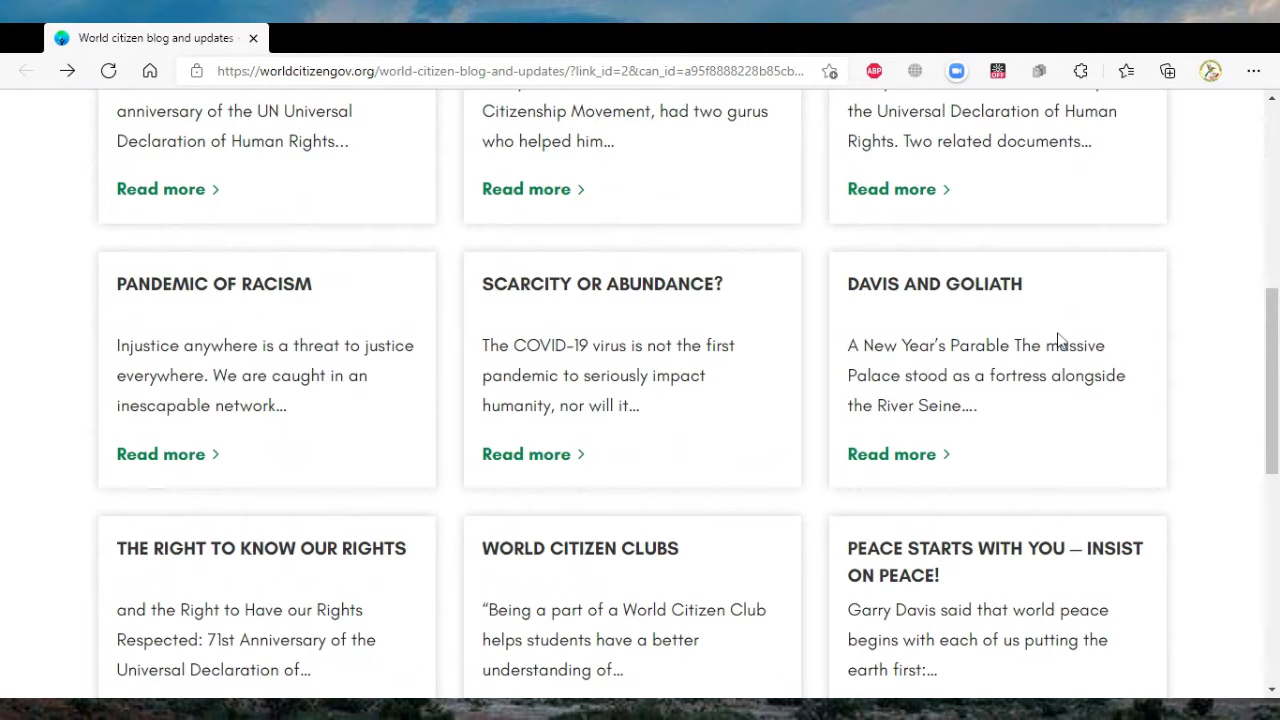 World citizen blog and updates
https://worldcitizengov.org/world-citizen-blog-and-updates/?link_id=2&can_id=a95f8888228b85cb...
ABP
OFF
anniversary of the UN Universal
Declaration of Human Rights...
Read more >
Citizenship Movement, had two gurus
who helped him...
Read more >
the Universal Declaration of Human
Rights. Two related documents...
Read more >
PANDEMIC OF RACISM
Injustice anywhere is a threat to justice
everywhere. We are caught in an
inescapable network...
Read more >
SCARCITY OR ABUNDANCE?
The COVID-19 virus is not the first
pandemic to seriously impact
humanity, nor will it...
Read more >
DAVIS AND GOLIATH
A New Year's Parable The massive
Palace stood as a fortress alongside
the River Seine....
Read more >
THE RIGHT TO KNOW OUR RIGHTS
and the Right to Have our Rights
Respected: 71st Anniversary of the
Universal Declaration of...
WORLD CITIZEN CLUBS
“Being a part of a World Citizen Club
helps students have a better
understanding of...
PEACE STARTS WITH YOU — INSIST
ON PEACE!
Garry Davis said that world peace
begins with each of us putting the
earth first:...